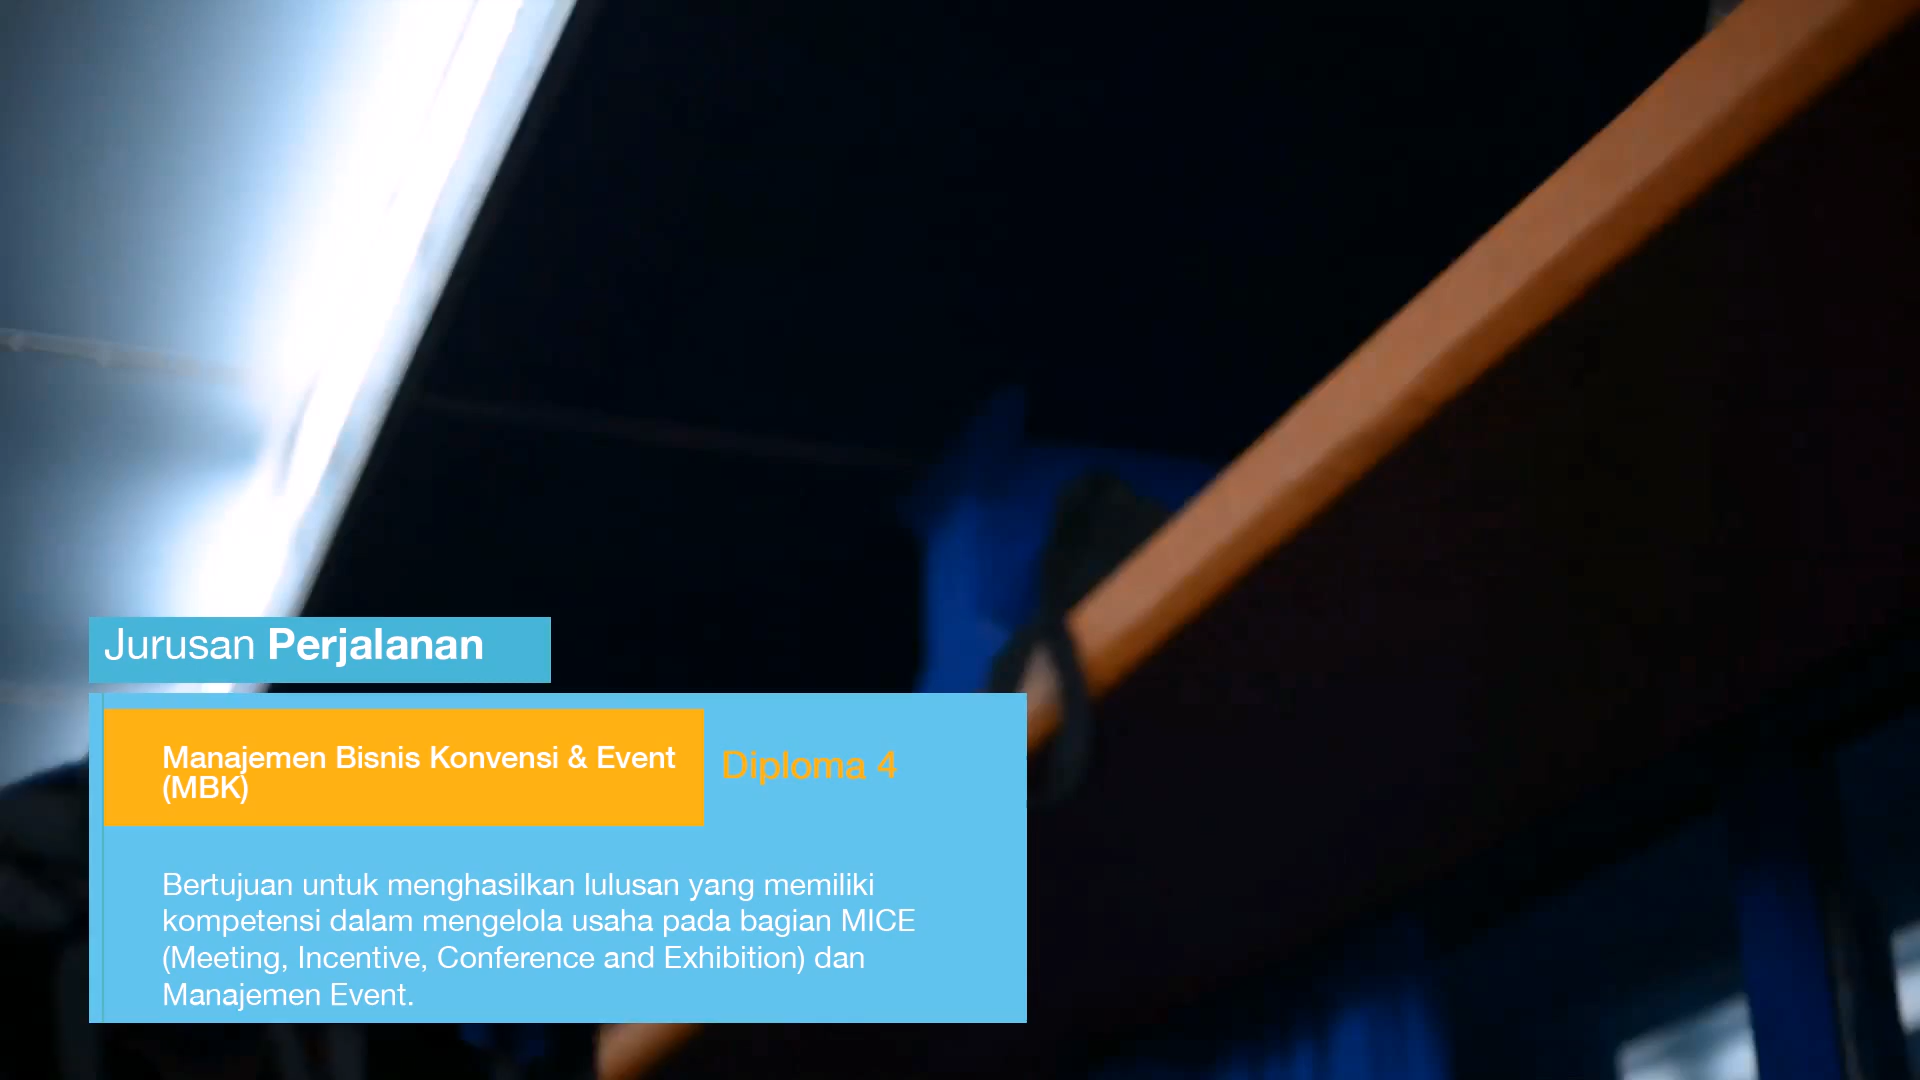 Jurusan Perjalanan
Manajemen Bisnis Konvensi & Event
(MBK)
Diploma 4
Bertujuan untuk menghasilkan lulusan yang memiliki
kompetensi dalam mengelola usaha pada bagian MICE
(Meeting, Incentive, Conference and Exhibition) dan
Manajemen Event.